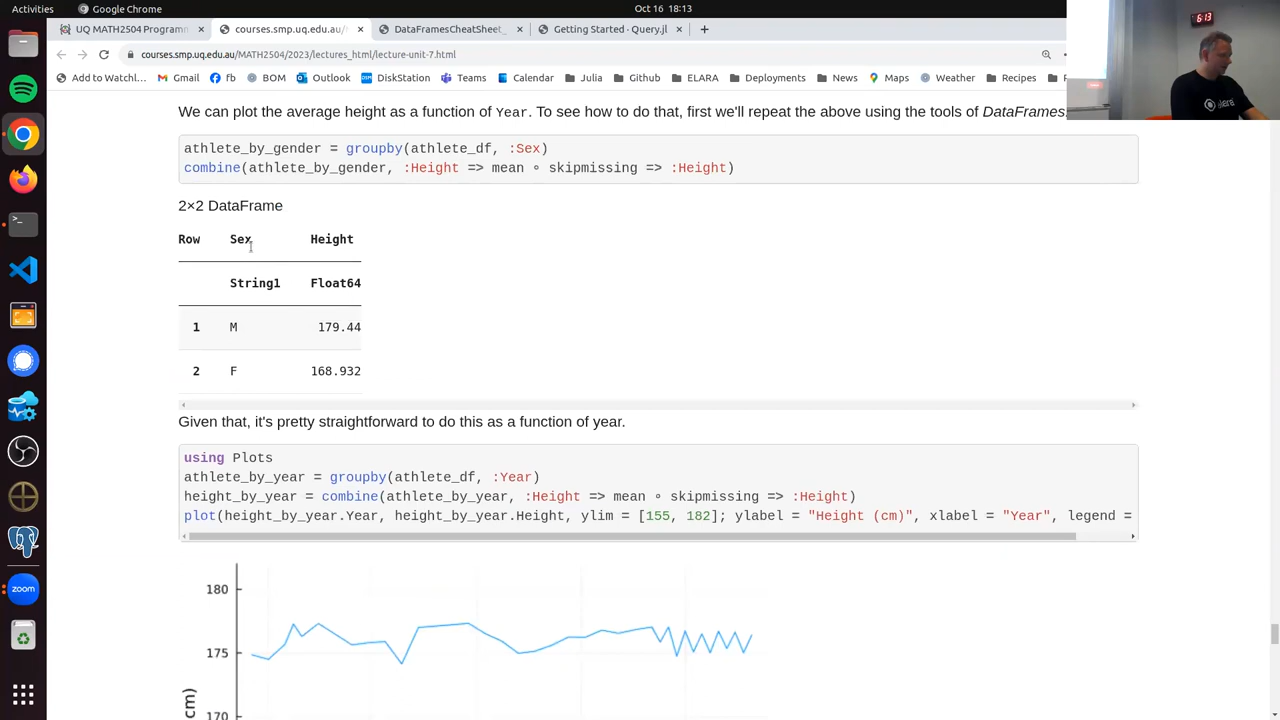 Activities
Google Chrome
Oct 16 18:13
UQ MATH2504 Programm
courses.smp.uq.edu.au/
DataFramesCheatSheet_
Getting Started · Query.jl
courses.smp.uq.edu.au/MATH2504/2023/lectures_html/lecture-unit-7.html
Add to Watchl... Gmail Fb BOM Outlook DiskStation Teams Calendar Julia Github ELARA Deployments News Maps Weather Recipes
6:13
We can plot the average height as a function of Year. To see how to do that, first we'll repeat the above using the tools of DataFrames.
athlete_by_gender = groupby(athlete_df, :Sex)
combine(athlete_by_gender, :Height => mean ∘ skipmissing => :Height)
2×2 DataFrame
Row Sex Height
String1 Float64
1 M 179.44
2 F 168.932
Given that, it's pretty straightforward to do this as a function of year.
using Plots
athlete_by_year = groupby(athlete_df, :Year)
height_by_year = combine(athlete_by_year, :Height => mean ∘ skipmissing => :Height)
plot(height_by_year.Year, height_by_year.Height, ylim = [155, 182]; ylabel = "Height (cm)", xlabel = "Year", legend =
180
175
170
cm)
zoom